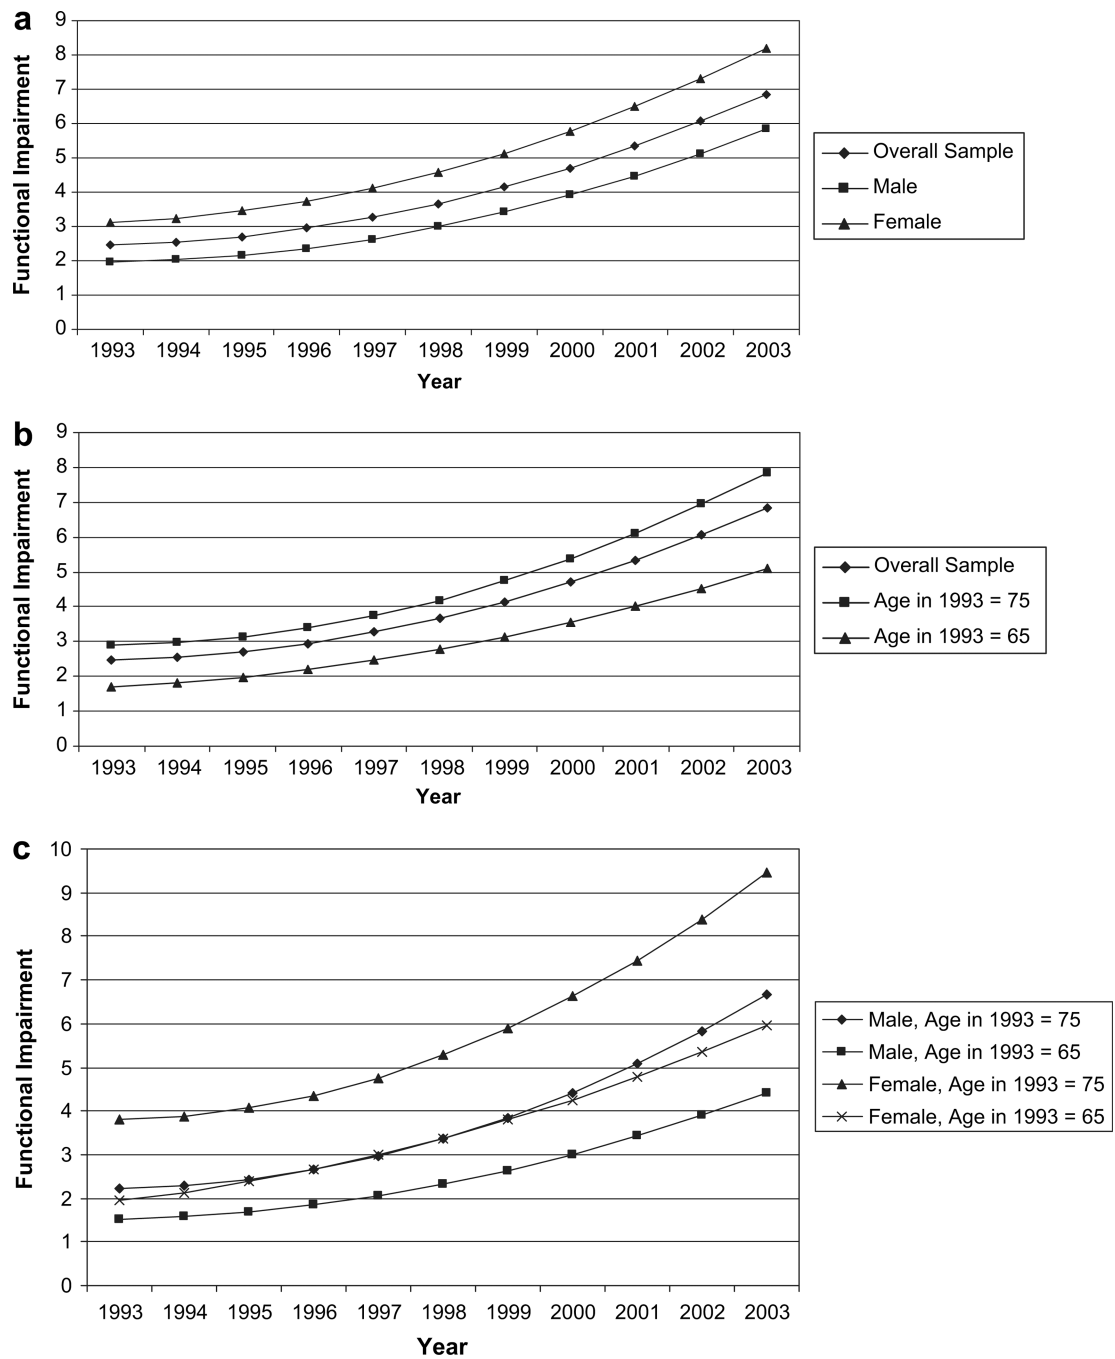 a
9
8
7
6
5
4
3
2
1
0
Functional Impairment
1993 1994 1995 1996 1997 1998 1999 2000 2001 2002 2003
Year
Overall Sample
Male
Female
b
9
8
7
6
5
4
3
2
1
0
Functional Impairment
1993 1994 1995 1996 1997 1998 1999 2000 2001 2002 2003
Year
Overall Sample
Age in 1993 = 75
Age in 1993 = 65
c
10
9
8
7
6
5
4
3
2
1
0
Functional Impairment
1993 1994 1995 1996 1997 1998 1999 2000 2001 2002 2003
Year
Male, Age in 1993 = 75
Male, Age in 1993 = 65
Female, Age in 1993 = 75
Female, Age in 1993 = 65